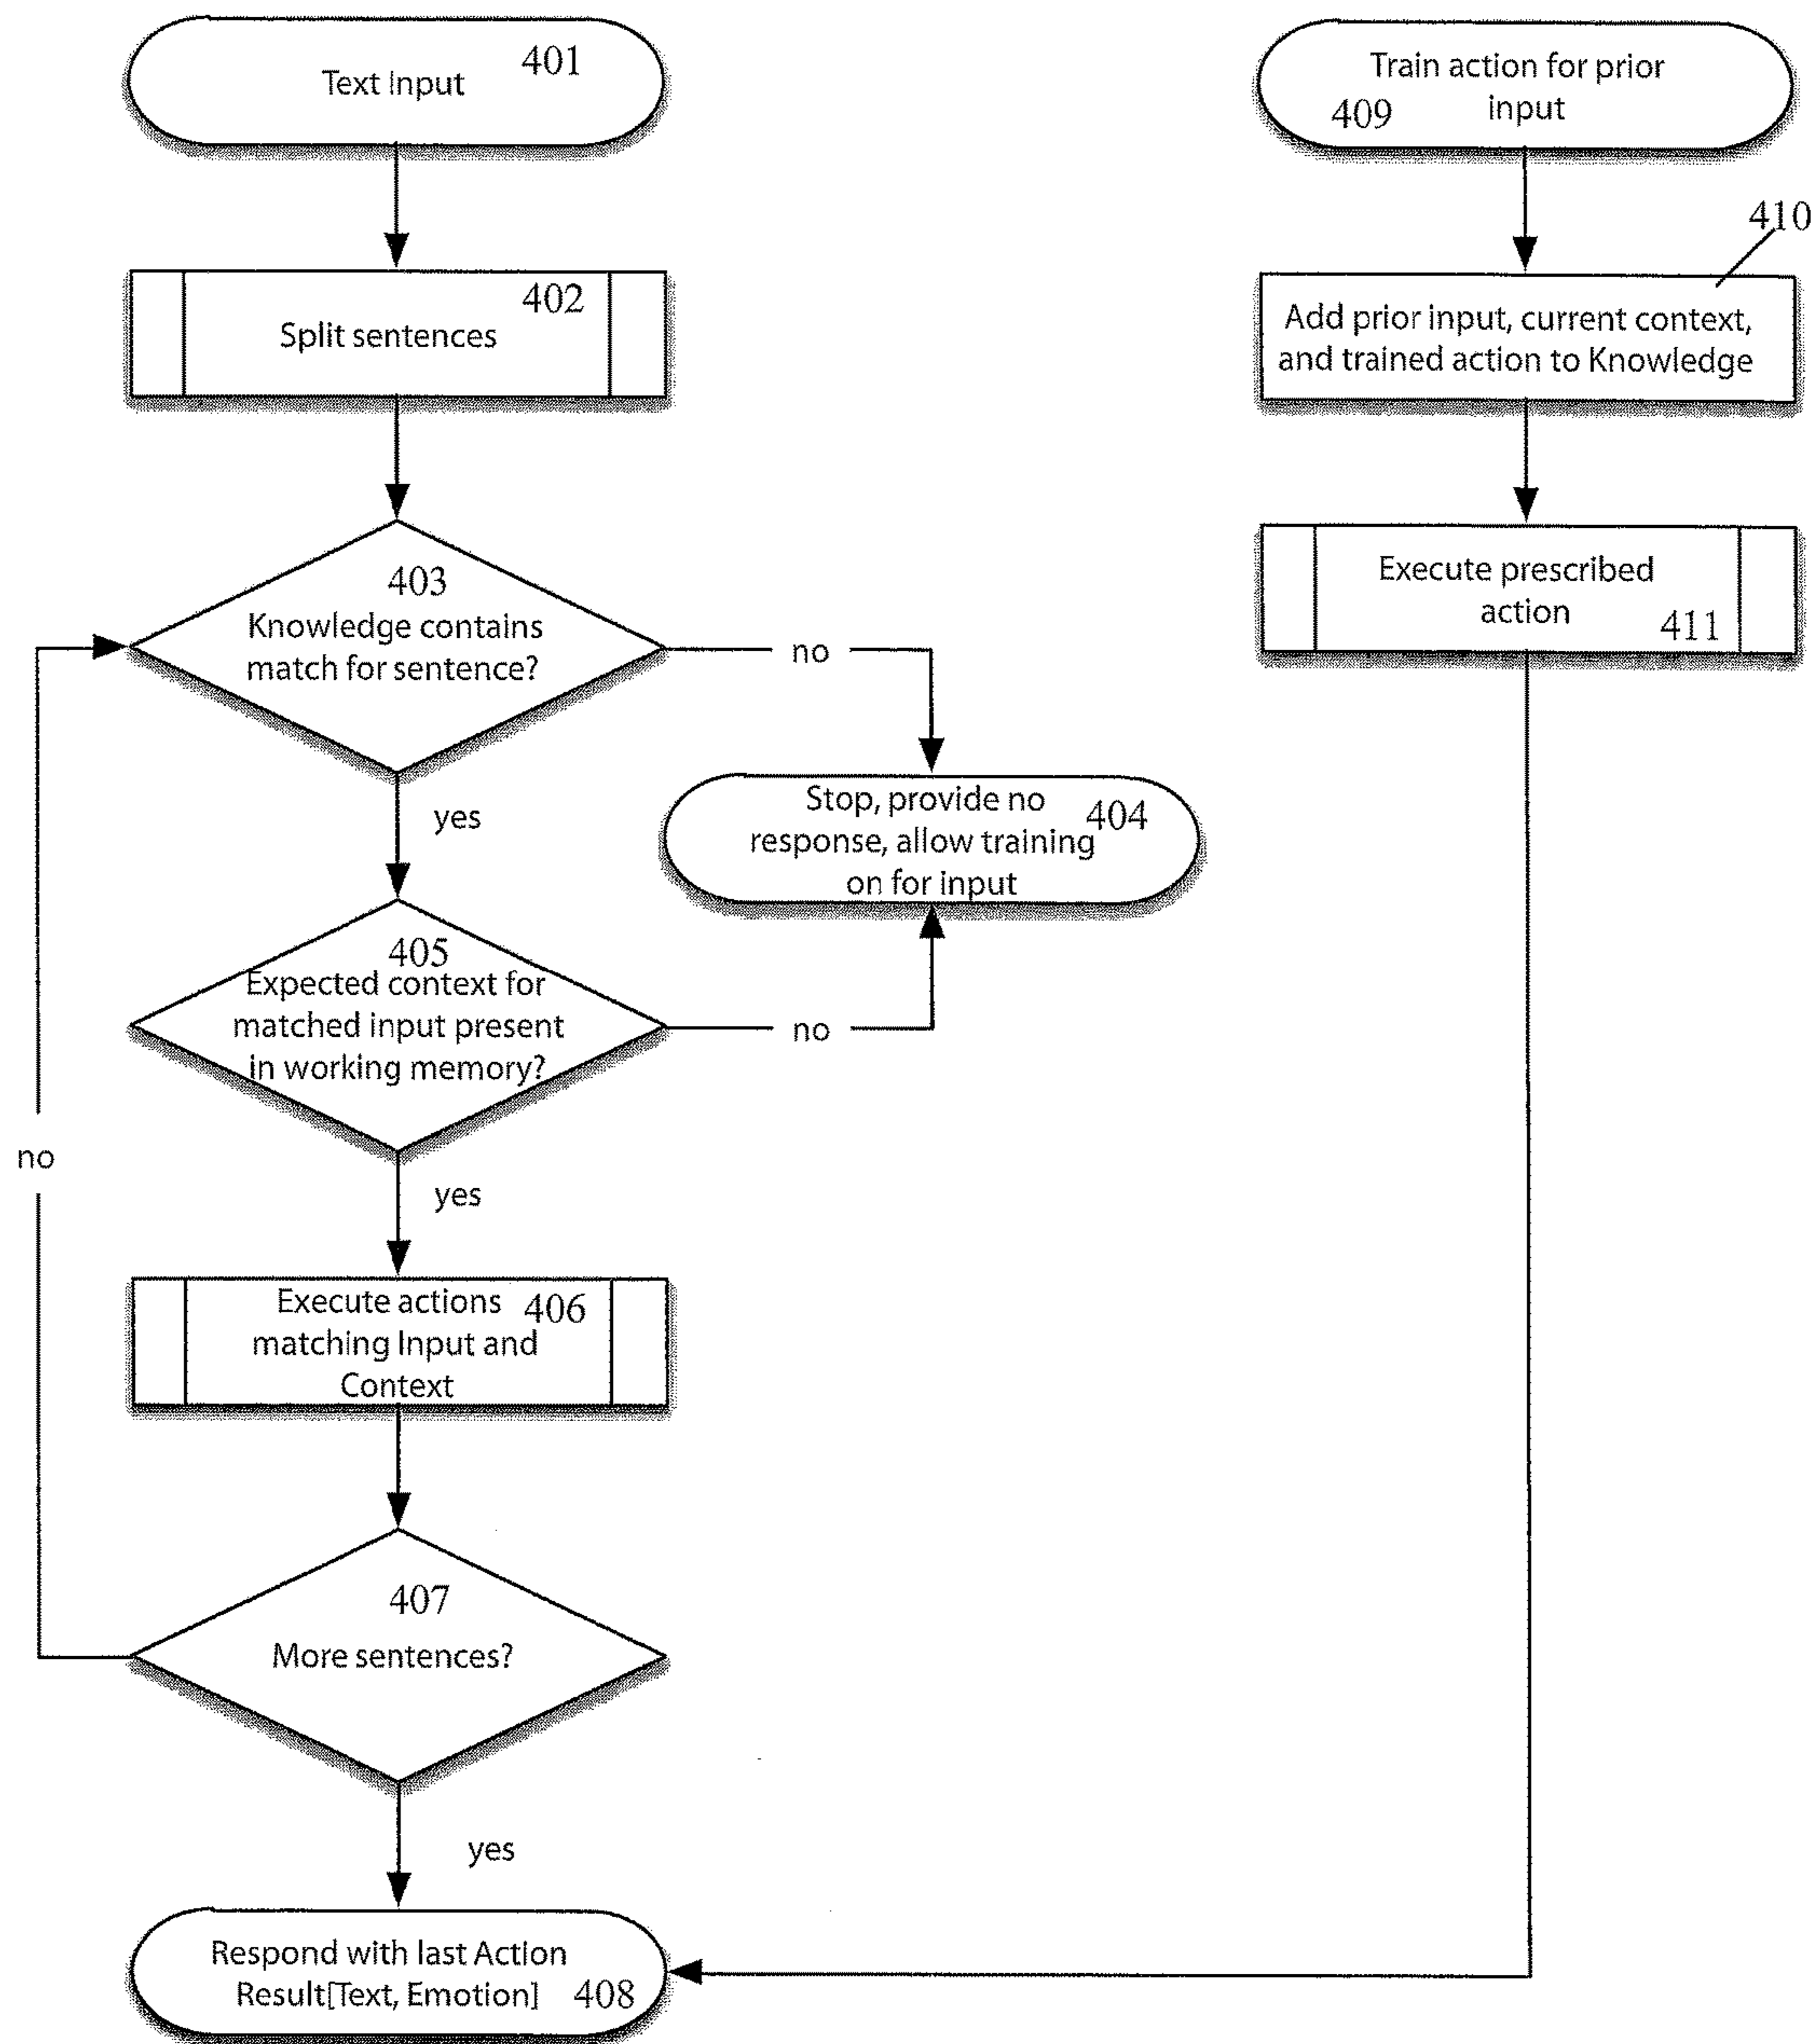 401
Text Input
402
Split sentences
403
Knowledge contains
match for sentence?
no
yes
Stop, provide no
404
response, allow training
on for input
405
Expected context for
matched input present
in working memory?
no
yes
Execute actions
406
matching Input and
Context
no
407
More sentences?
yes
Respond with last Action
Result[Text, Emotion]
408
Train action for prior
input
409
410
Add prior input, current context,
and trained action to Knowledge
Execute prescribed
action
411